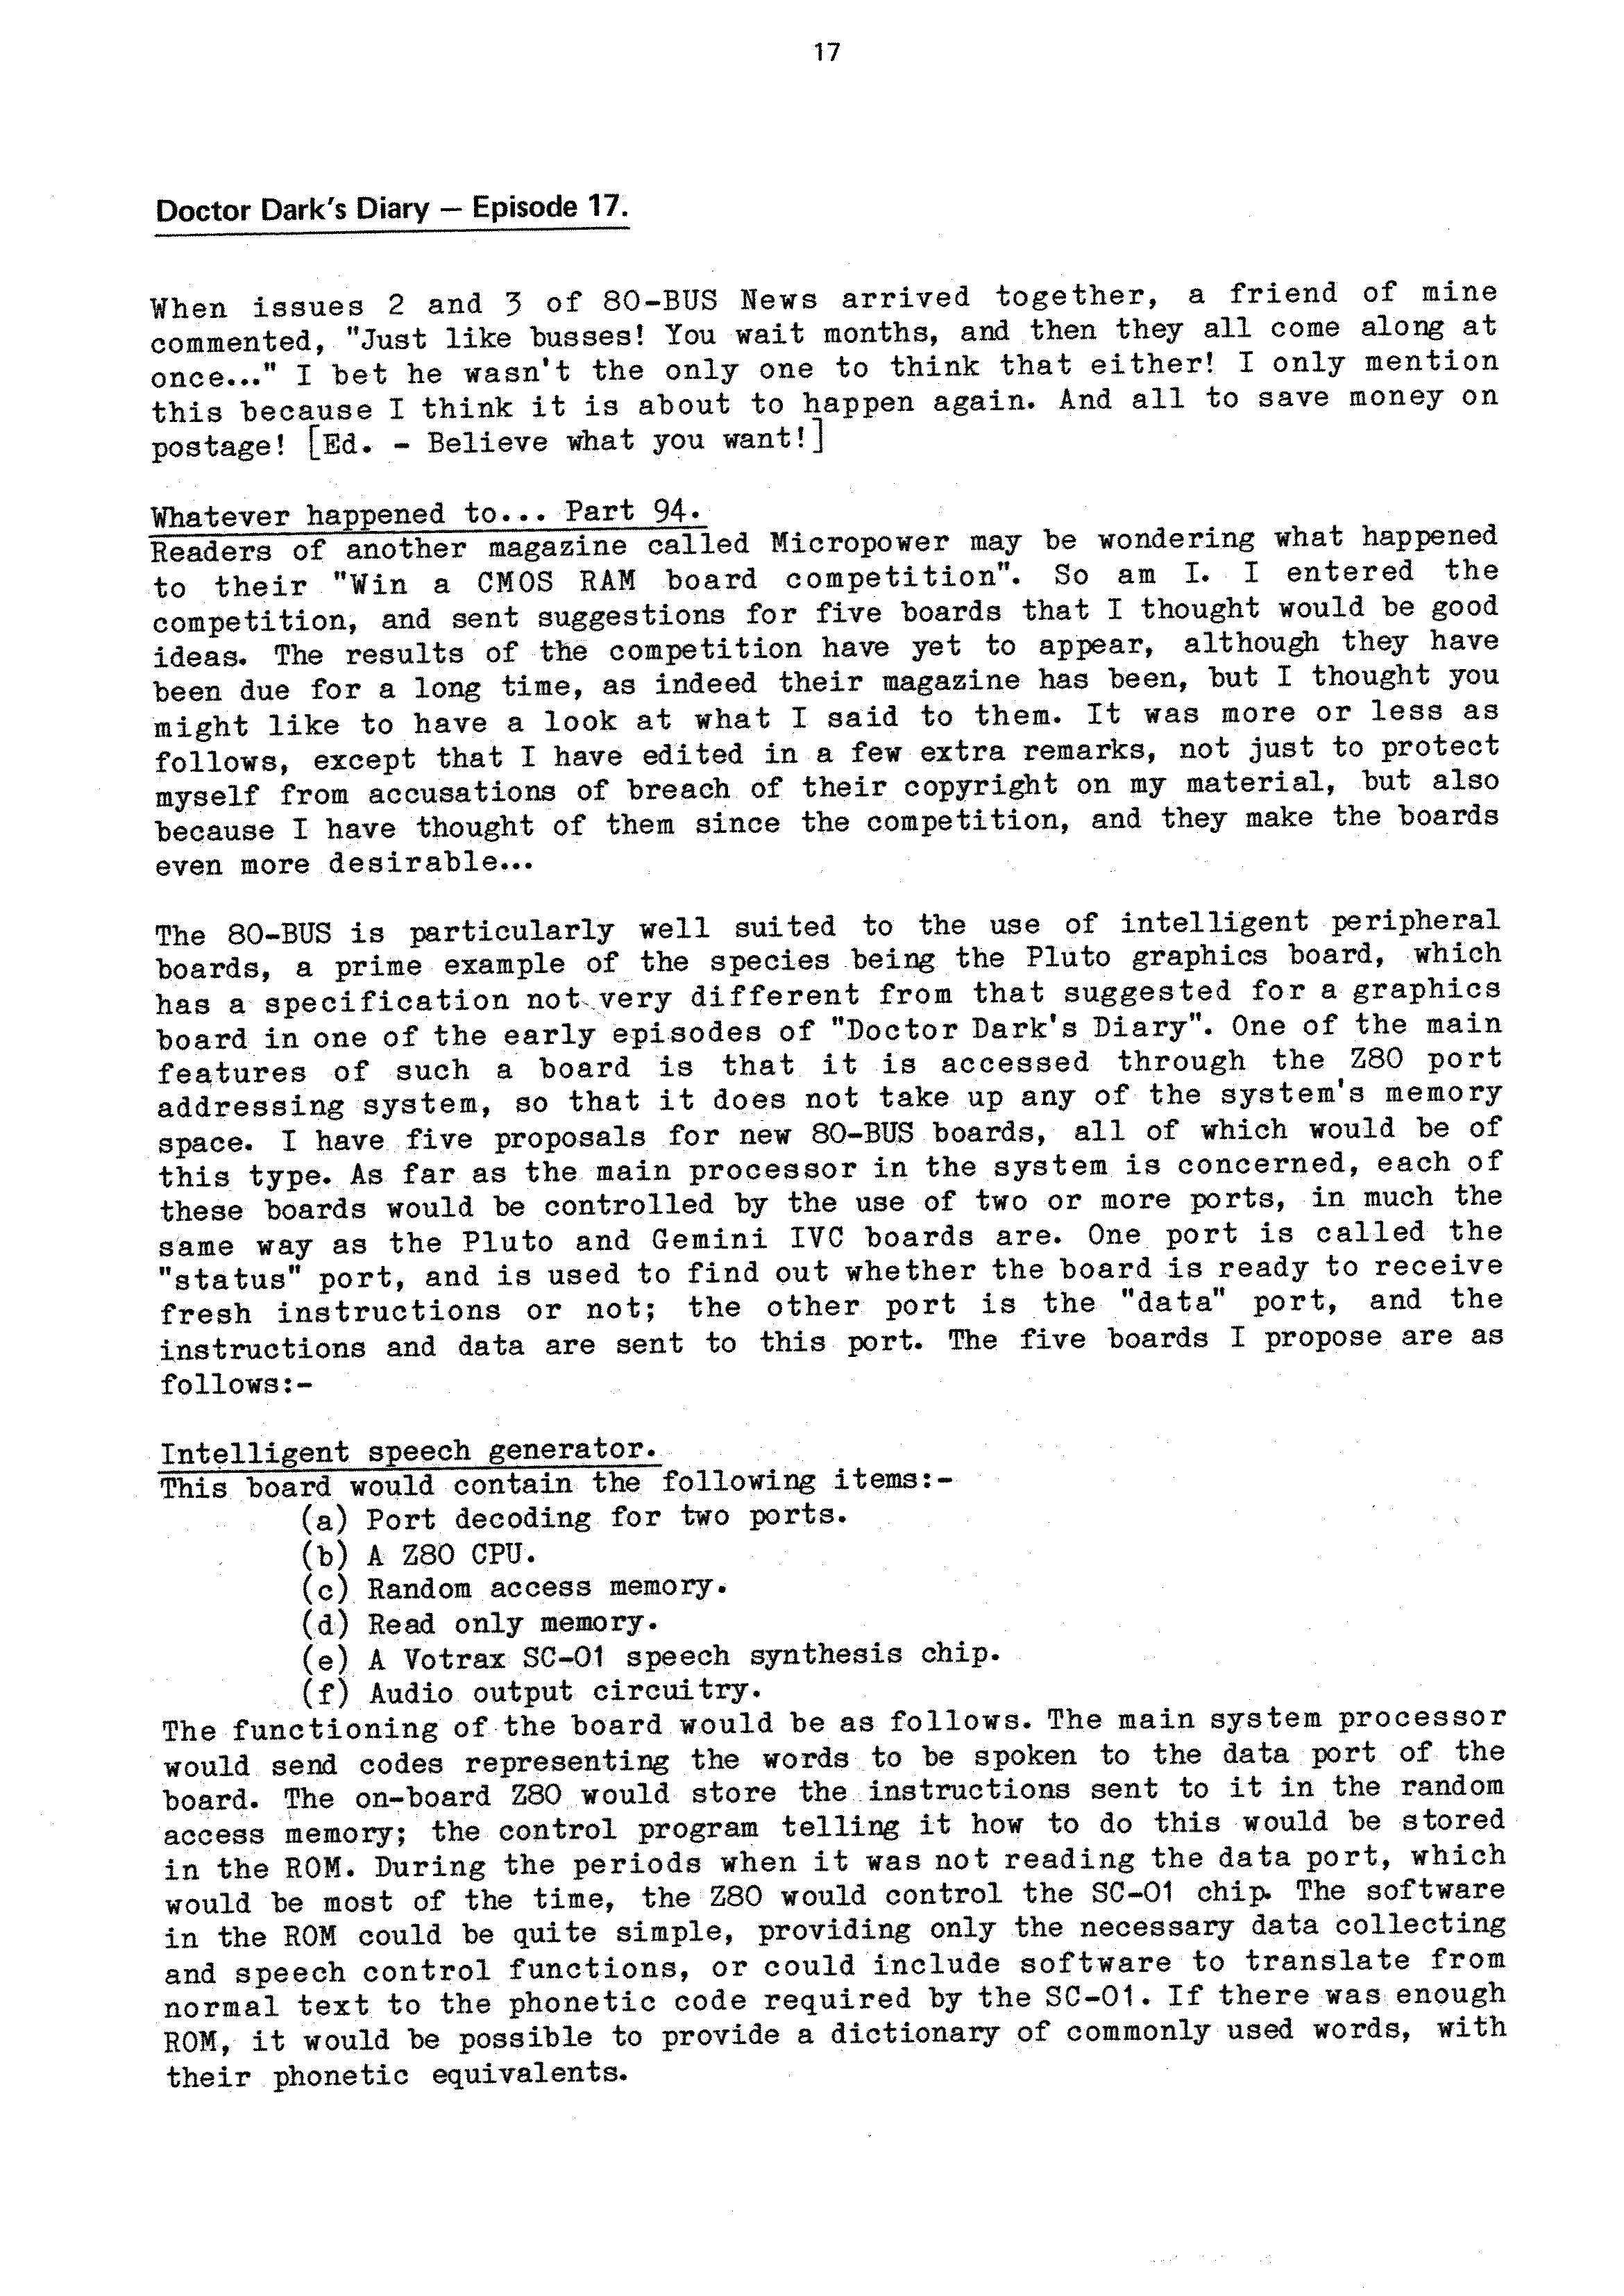 17
Doctor Dark's Diary — Episode 17.
When issues 2 and 3 of 80-BUS News arrived together, a friend of mine
commented, "Just like busses! You wait months, and then they all come along at
once..." I bet he wasn't the only one to think that either! I only mention
this because I think it is about to happen again. And all to save money on
postage! [Ed. - Believe what you want!]
Whatever happened to... Part 94.
Readers of another magazine called Micropower may be wondering what happened
to their "Win a CMOS RAM board competition". So am I. I entered the
competition, and sent suggestions for five boards that I thought would be good
ideas. The results of the competition have yet to appear, although they have
been due for a long time, as indeed their magazine has been, but I thought you
might like to have a look at what I said to them. It was more or less as
follows, except that I have edited in a few extra remarks, not just to protect
myself from accusations of breach of their copyright on my material, but also
because I have thought of them since the competition, and they make the boards
even more desirable...
The 80-BUS is particularly well suited to the use of intelligent peripheral
boards, a prime example of the species being the Pluto graphics board, which
has a specification not very different from that suggested for a graphics
board in one of the early episodes of "Doctor Dark's Diary". One of the main
features of such a board is that it is accessed through the Z80 port
addressing system, so that it does not take up any of the system's memory
space. I have five proposals for new 80-BUS boards, all of which would be of
this type. As far as the main processor in the system is concerned, each of
these boards would be controlled by the use of two or more ports, in much the
same way as the Pluto and Gemini IVC boards are. One port is called the
"status" port, and is used to find out whether the board is ready to receive
fresh instructions or not; the other port is the "data" port, and the
instructions and data are sent to this port. The five boards I propose are as
follows:-
Intelligent speech generator.
This board would contain the following items:-
(a) Port decoding for two ports.
(b) A Z80 CPU.
(c) Random access memory.
(d) Read only memory.
(e) A Votrax SC-01 speech synthesis chip.
(f) Audio output circuitry.
The functioning of the board would be as follows. The main system processor
would send codes representing the words to be spoken to the data port of the
board. The on-board Z80 would store the instructions sent to it in the random
access memory; the control program telling it how to do this would be stored
in the ROM. During the periods when it was not reading the data port, which
would be most of the time, the Z80 would control the SC-01 chip. The software
in the ROM could be quite simple, providing only the necessary data collecting
and speech control functions, or could include software to translate from
normal text to the phonetic code required by the SC-01. If there was enough
ROM, it would be possible to provide a dictionary of commonly used words, with
their phonetic equivalents.